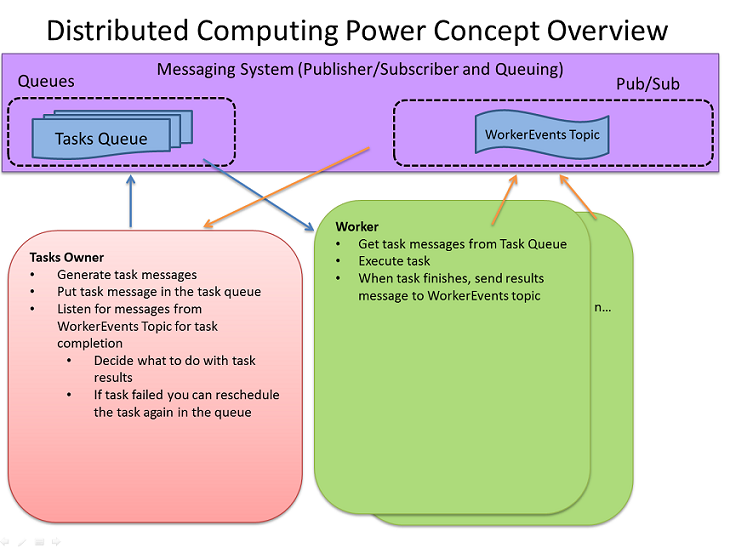 Distributed Computing Power Concept Overview
Messaging System (Publisher/Subscriber and Queuing)
Queues
Pub/Sub
Tasks Queue
WorkerEvents Topic
Tasks Owner
• Generate task messages
• Put task message in the task queue
• Listen for messages from
WorkerEvents Topic for task
completion
• Decide what to do with task
results
• If task failed you can reschedule
the task again in the queue
Worker
• Get task messages from Task Queue
• Execute task
• When task finishes, send results
message to WorkerEvents topic
n...